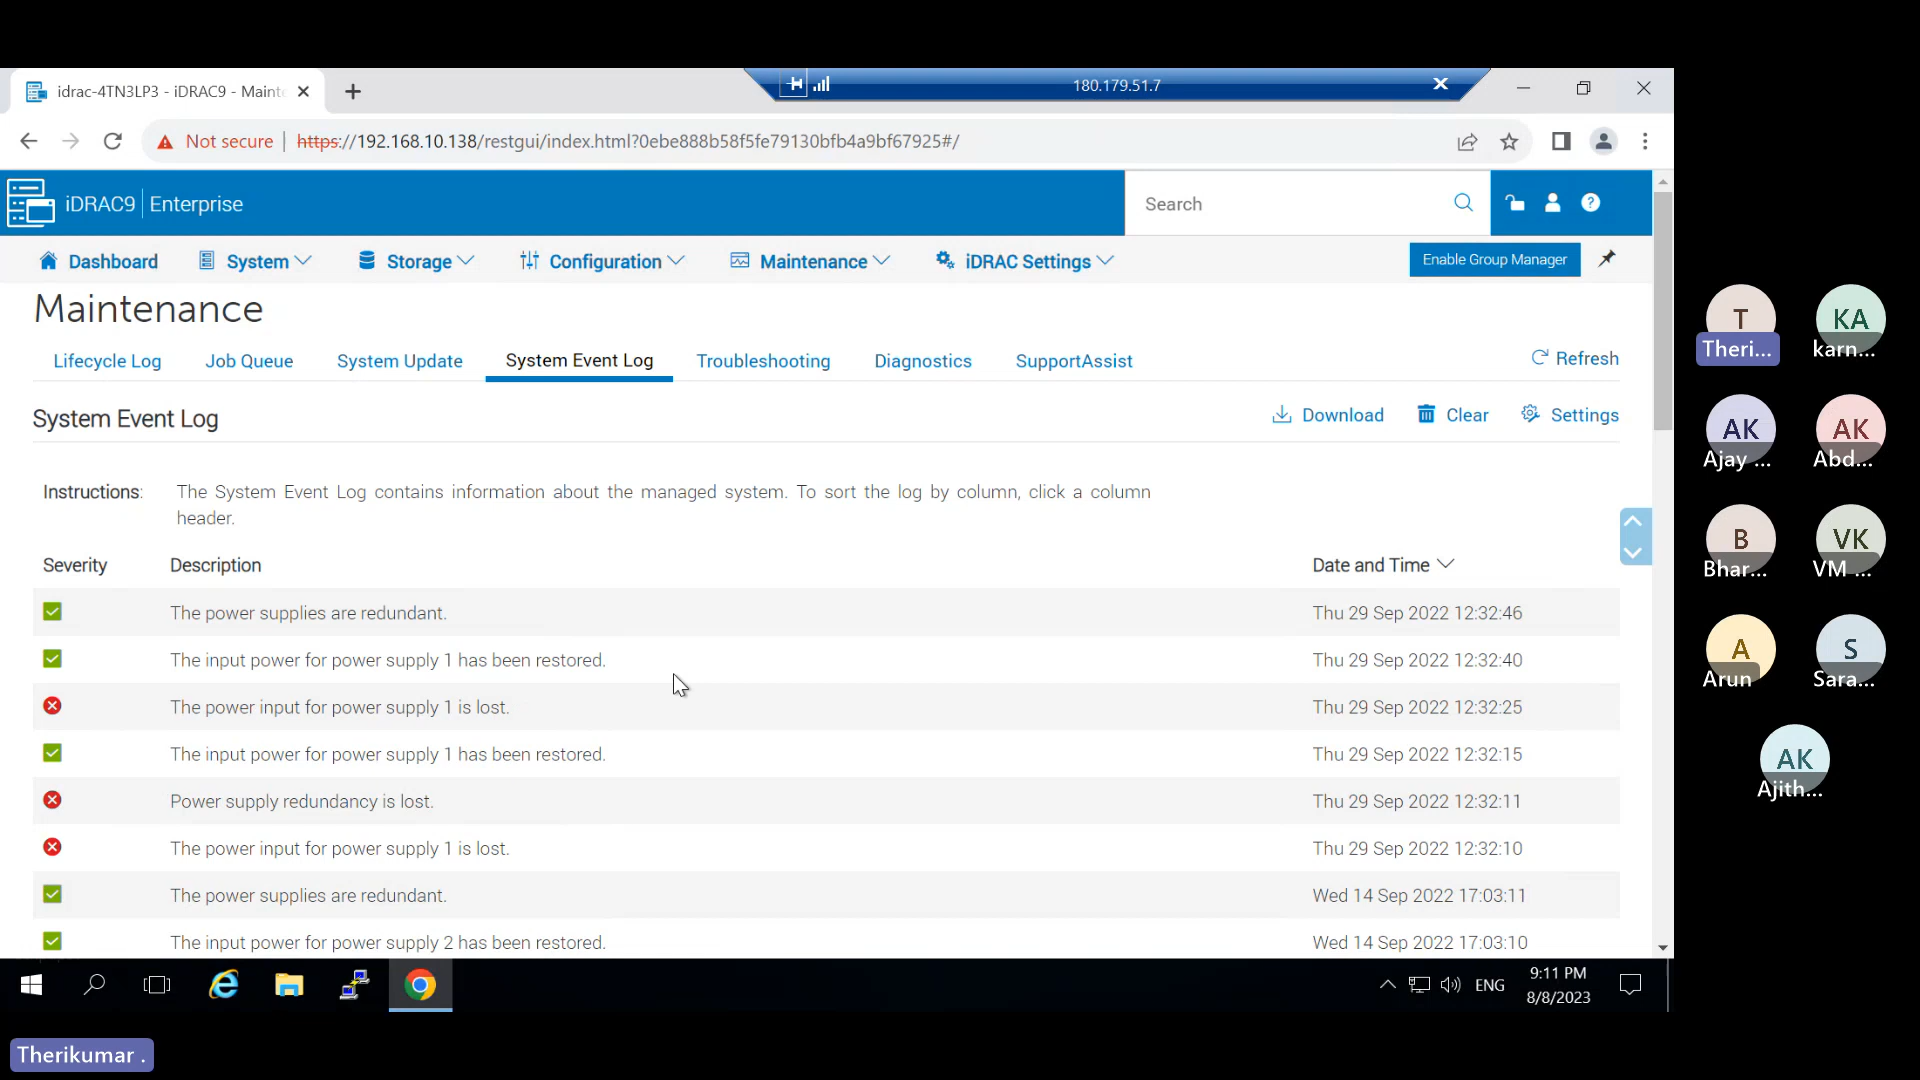 idrac-4TN3LP3 - iDRAC9 - Maint
180.179.51.7
Not secure | https://192.168.10.138/restgui/index.html?0ebe888b58f5fe79130bfb4a9bf67925#/
iDRAC9 | Enterprise
Search
Dashboard System Storage Configuration Maintenance iDRAC Settings Enable Group Manager
Maintenance
Lifecycle Log Job Queue System Update System Event Log Troubleshooting Diagnostics SupportAssist Refresh
System Event Log Download Clear Settings
Instructions: The System Event Log contains information about the managed system. To sort the log by column, click a column
header.
Severity Description Date and Time
The power supplies are redundant. Thu 29 Sep 2022 12:32:46
The input power for power supply 1 has been restored. Thu 29 Sep 2022 12:32:40
The power input for power supply 1 is lost. Thu 29 Sep 2022 12:32:25
The input power for power supply 1 has been restored. Thu 29 Sep 2022 12:32:15
Power supply redundancy is lost. Thu 29 Sep 2022 12:32:11
The power input for power supply 1 is lost. Thu 29 Sep 2022 12:32:10
The power supplies are redundant. Wed 14 Sep 2022 17:03:11
The input power for power supply 2 has been restored. Wed 14 Sep 2022 17:03:10
ENG
9:11 PM
8/8/2023
T KA
Theri... karn...
AK AK
Ajay ... Abd...
B VK
Bhar... VM ...
A S
Arun Sara...
AK
Ajith...
Therikumar .